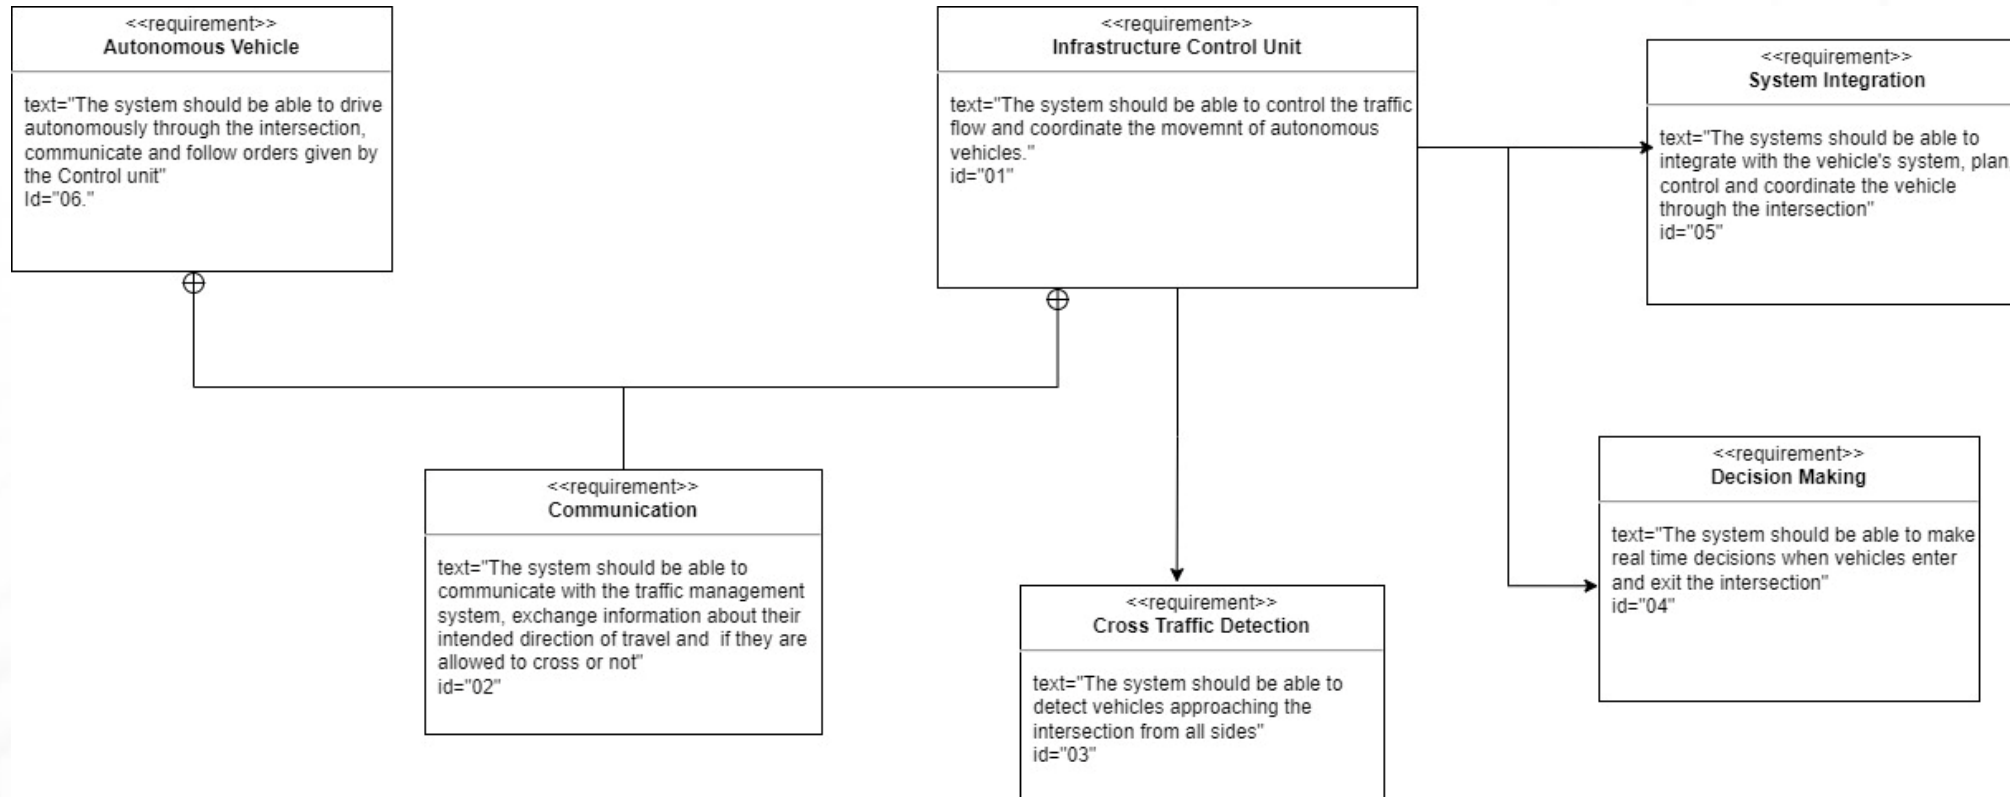 <<requirement>>
Autonomous Vehicle
text="The system should be able to drive
autonomously through the intersection,
communicate and follow orders given by
the Control unit"
Id="06."
<<requirement>>
Infrastructure Control Unit
text="The system should be able to control the traffic
flow and coordinate the movemnt of autonomous
vehicles."
id="01"
<<requirement>>
System Integration
text="The systems should be able to
integrate with the vehicle's system, plan
control and coordinate the vehicle
through the intersection"
id="05"
<<requirement>>
Communication
text="The system should be able to
communicate with the traffic management
system, exchange information about their
intended direction of travel and  if they are
allowed to cross or not"
id="02"
<<requirement>>
Cross Traffic Detection
text="The system should be able to
detect vehicles approaching the
intersection from all sides"
id="03"
<<requirement>>
Decision Making
text="The system should be able to make
real time decisions when vehicles enter
and exit the intersection"
id="04"